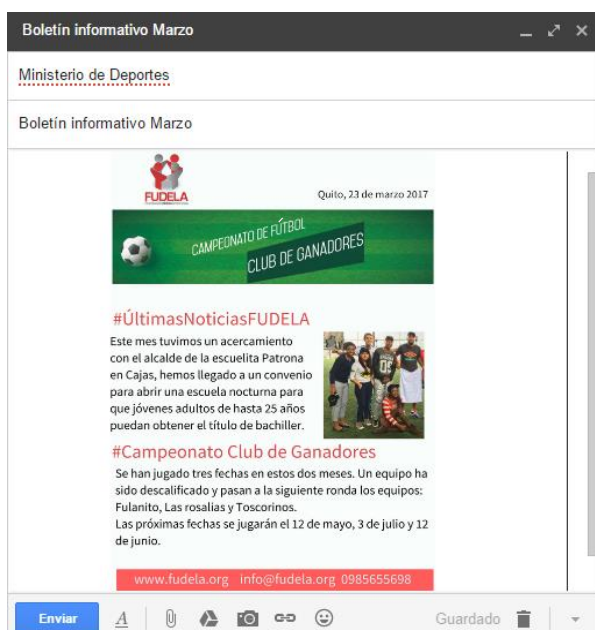 Boletín informativo Marzo
Ministerio de Deportes
Boletín informativo Marzo
FUDELA
Quito, 23 de marzo 2017
CAMPEONATO DE FÚTBOL
CLUB DE GANADORES
#ÚltimasNoticiasFUDELA
Este mes tuvimos un acercamiento
con el alcalde de la escuelita Patrona
en Cajas, hemos llegado a un convenio
para abrir una escuela nocturna para
que jóvenes adultos de hasta 25 años
puedan obtener el título de bachiller.
#Campeonato Club de Ganadores
Se han jugado tres fechas en estos dos meses. Un equipo ha
sido descalificado y pasan a la siguiente ronda los equipos:
Fulanito, Las rosalias y Toscorinos.
Las próximas fechas se jugarán el 12 de mayo, 3 de julio y 12
de junio.
www.fudela.org info@fudela.org 0985655698
Enviar A Guardado